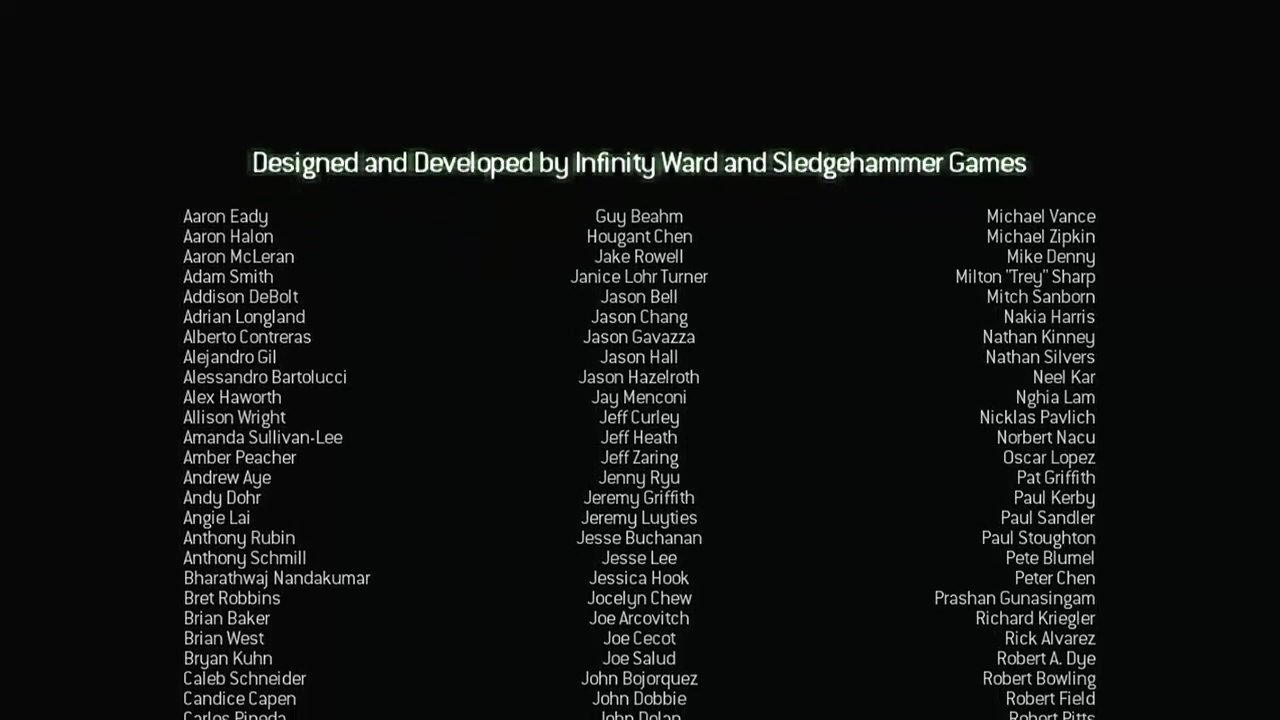 Designed and Developed by Infinity Ward and Sledgehammer Games
Aaron Eady Guy Beahm Michael Vance
Aaron Halon Hougant Chen Michael Zipkin
Aaron McLeran Jake Rowell Mike Denny
Adam Smith Janice Lohr Turner Milton "Trey" Sharp
Addison DeBolt Jason Bell Mitch Sanborn
Adrian Longland Jason Chang Nakia Harris
Alberto Contreras Jason Gavazza Nathan Kinney
Alejandro Gil Jason Hall Nathan Silvers
Alessandro Bartolucci Jason Hazelroth Neel Kar
Alex Haworth Jay Menconi Nghia Lam
Allison Wright Jeff Curley Nicklas Pavlich
Amanda Sullivan-Lee Jeff Heath Norbert Nacu
Amber Peacher Jeff Zaring Oscar Lopez
Andrew Aye Jenny Ryu Pat Griffith
Andy Dohr Jeremy Griffith Paul Kerby
Angie Lai Jeremy Luyties Paul Sandler
Anthony Rubin Jesse Buchanan Paul Stoughton
Anthony Schmill Jesse Lee Pete Blumel
Bharathwaj Nandakumar Jessica Hook Peter Chen
Bret Robbins Jocelyn Chew Prashan Gunasingam
Brian Baker Joe Arcovitch Richard Kriegler
Brian West Joe Cecot Rick Alvarez
Bryan Kuhn Joe Salud Robert A. Dye
Caleb Schneider John Bojorquez Robert Bowling
Candice Capen John Dobbie Robert Field
Carlos Pineda John Dolan Robert Pitts